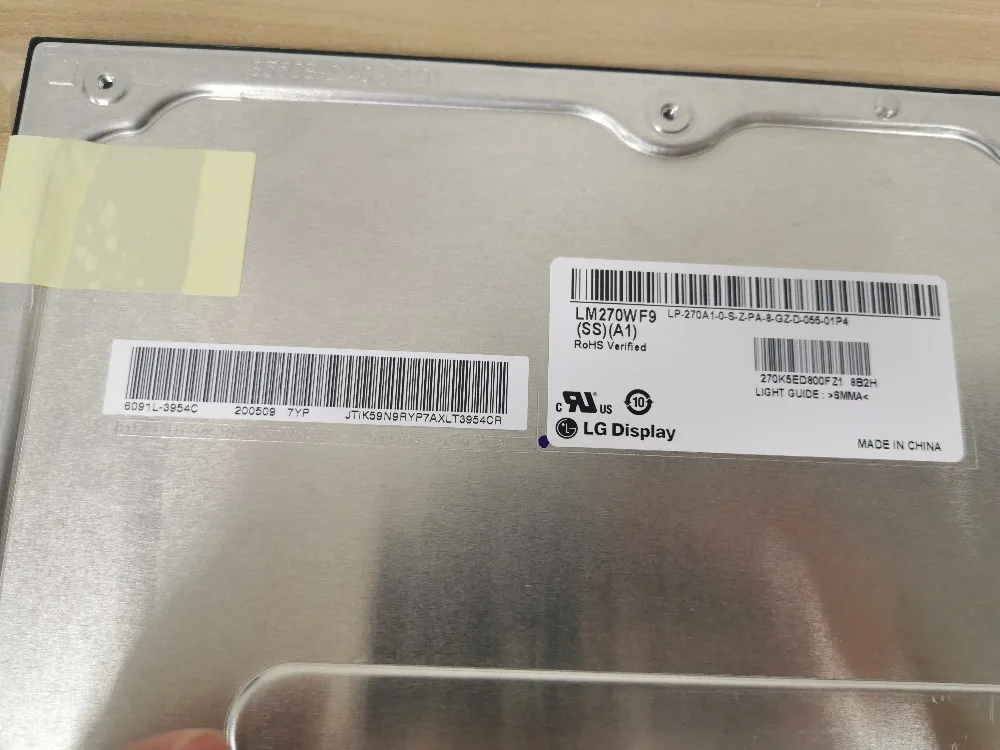 LM270WF9
(SS)(A1)
RoHS Verified
LP-270A1-0-S-Z-PA-8-GZ-D-055-01P4
270K5ED800FZ1 8B2H
LIGHT GUIDE : >SMMA<
c RU US 10
LG Display
MADE IN CHINA
6091L-3954C 200509 7YP JTIK59N9RYP7AXLT3954CR